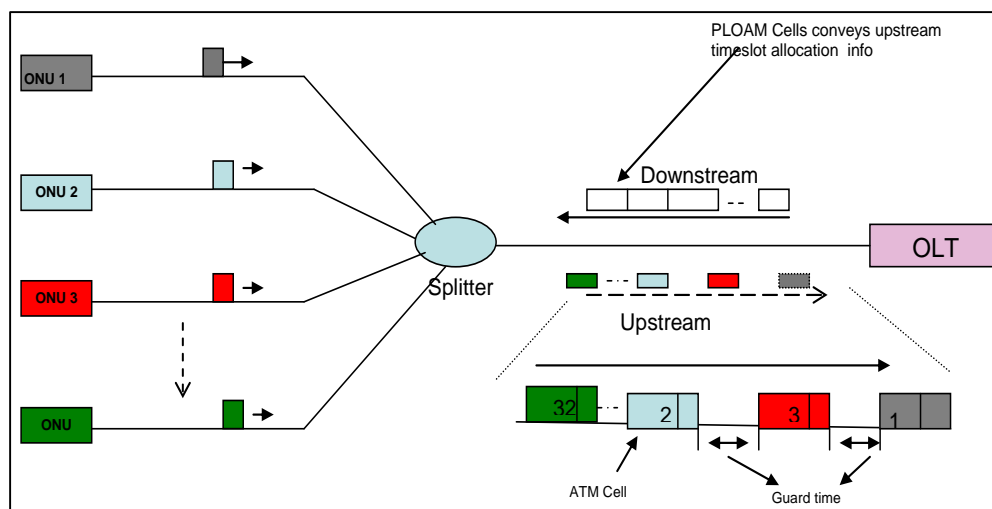 PLOAM Cells conveys upstream
timeslot allocation info
ONU 1
ONU 2
Downstream
OLT
ONU 3
Splitter
Upstream
ONU
32
2
3
1
ATM Cell
Guard time